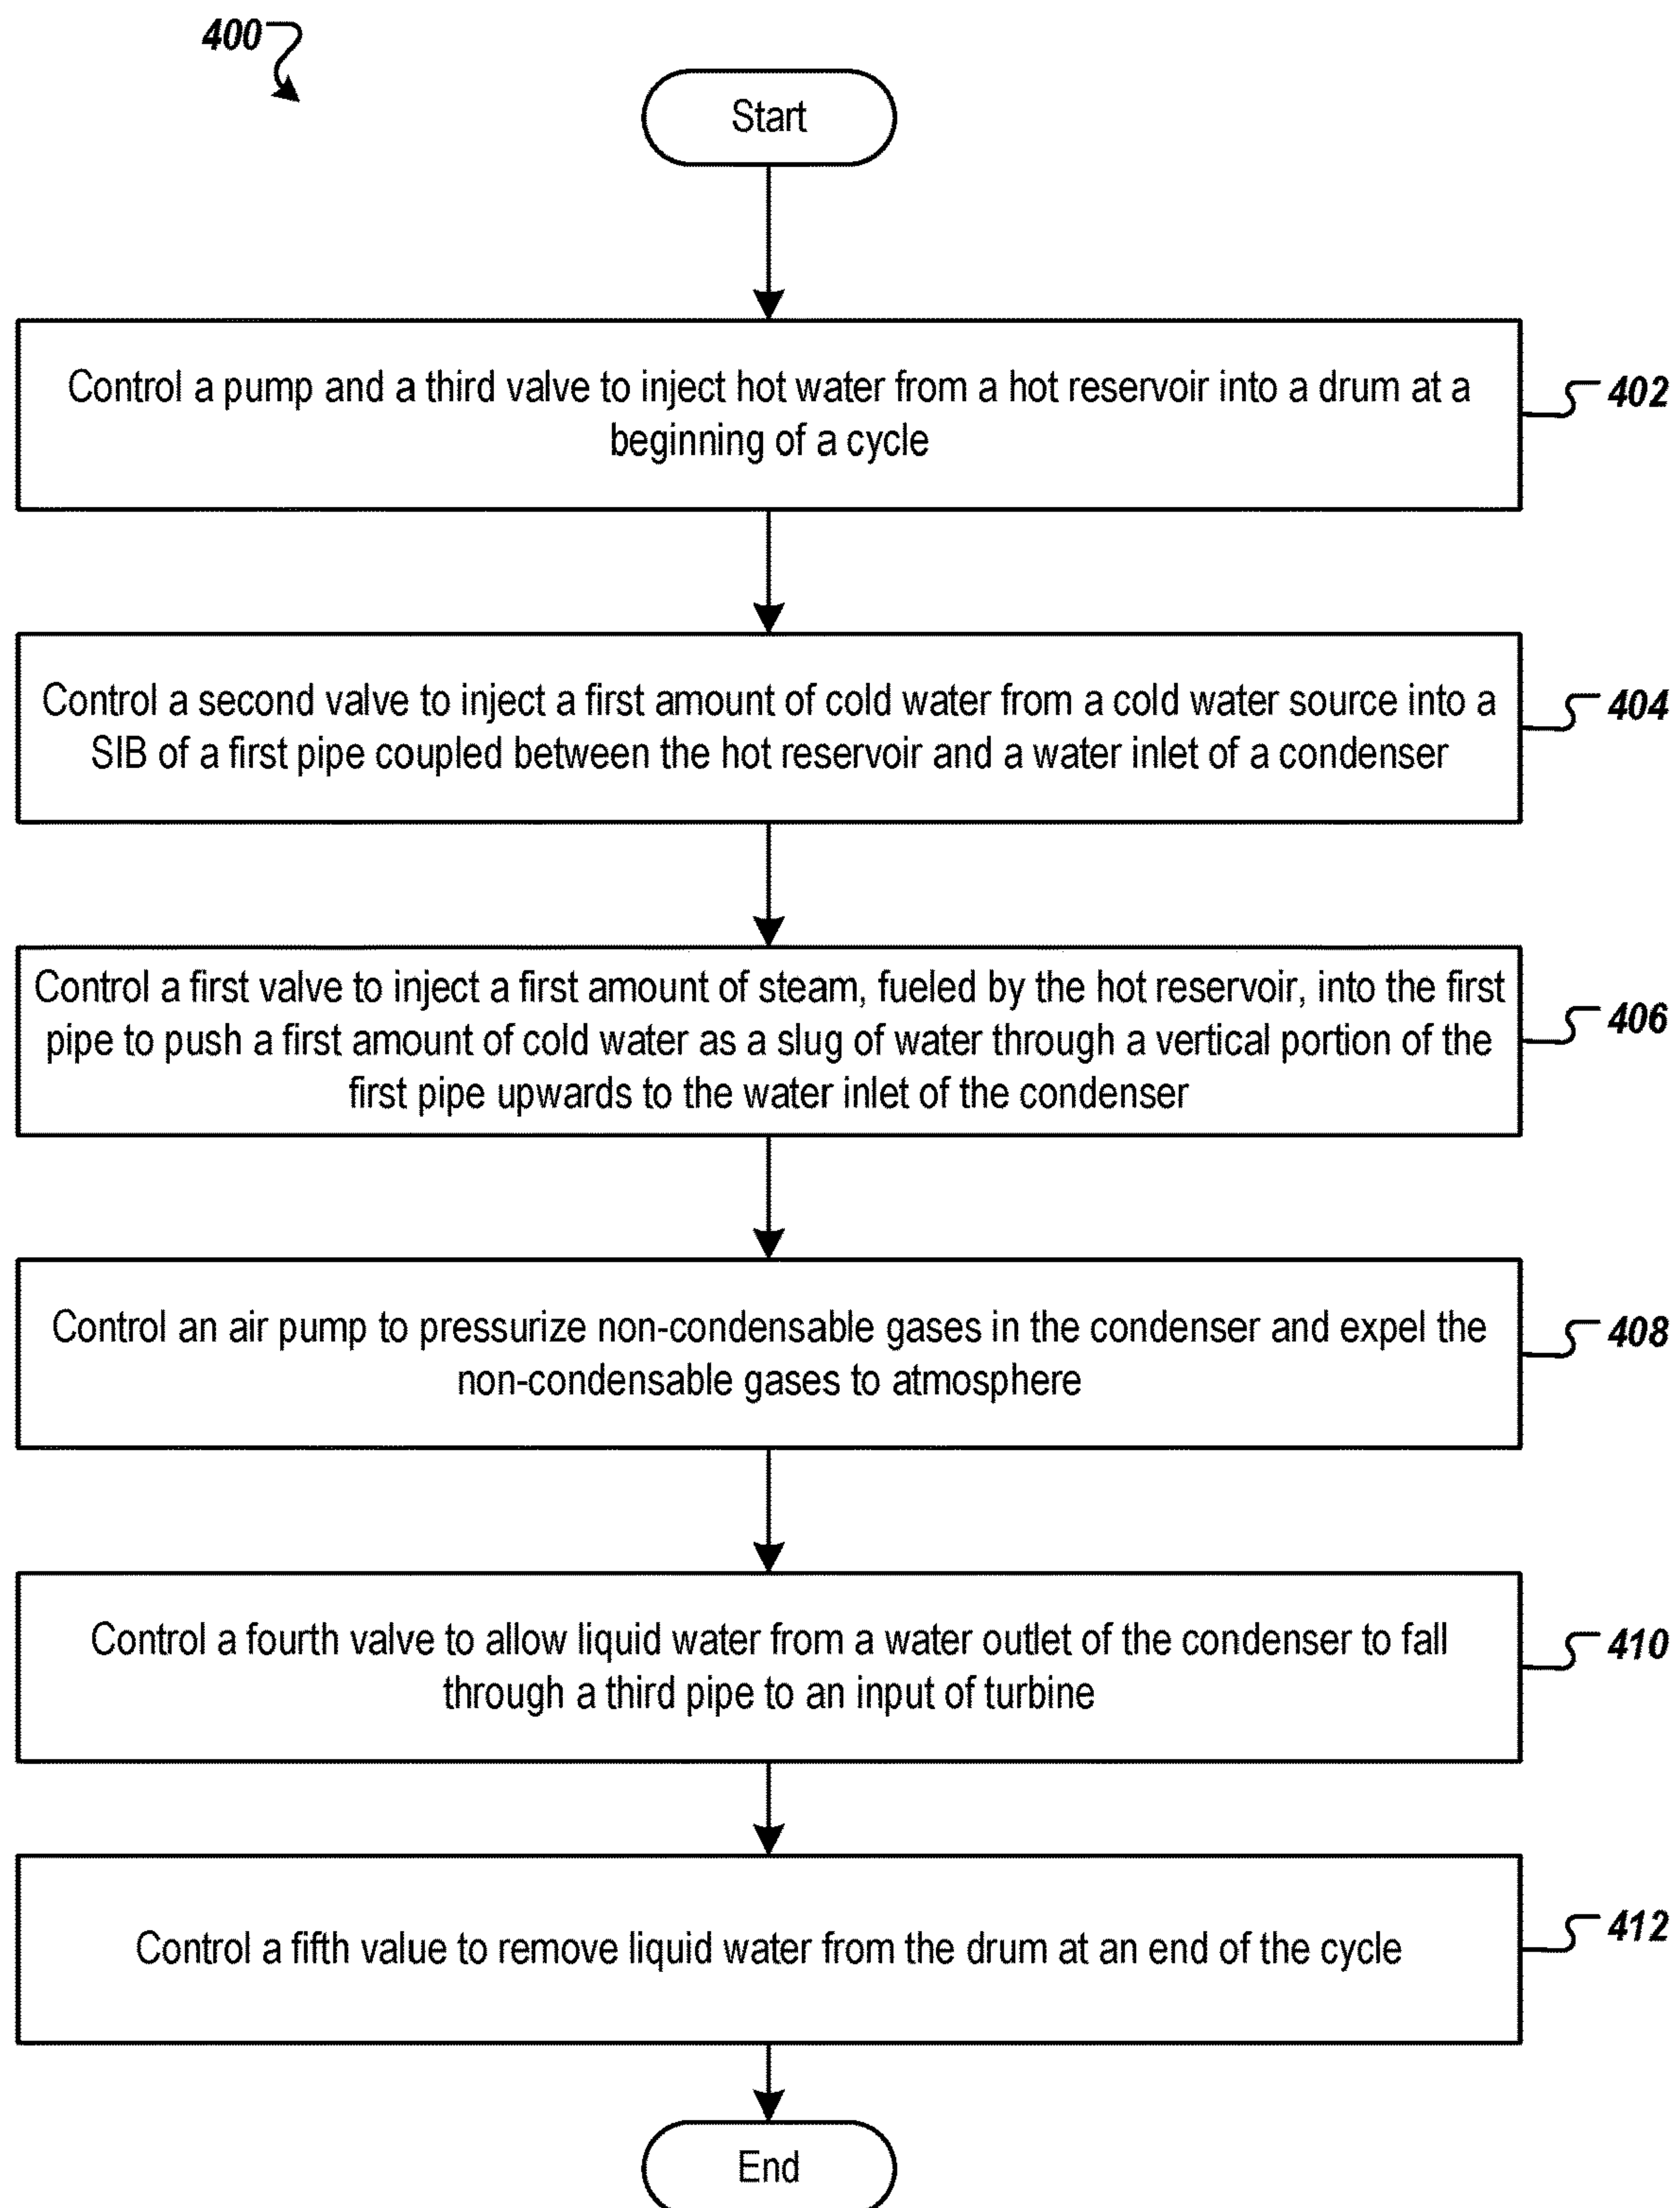 400
Start
Control a pump and a third valve to inject hot water from a hot reservoir into a drum at a
beginning of a cycle
402
Control a second valve to inject a first amount of cold water from a cold water source into a
SIB of a first pipe coupled between the hot reservoir and a water inlet of a condenser
404
Control a first valve to inject a first amount of steam, fueled by the hot reservoir, into the first
pipe to push a first amount of cold water as a slug of water through a vertical portion of the
first pipe upwards to the water inlet of the condenser
406
Control an air pump to pressurize non-condensable gases in the condenser and expel the
non-condensable gases to atmosphere
408
Control a fourth valve to allow liquid water from a water outlet of the condenser to fall
through a third pipe to an input of turbine
410
Control a fifth value to remove liquid water from the drum at an end of the cycle
412
End